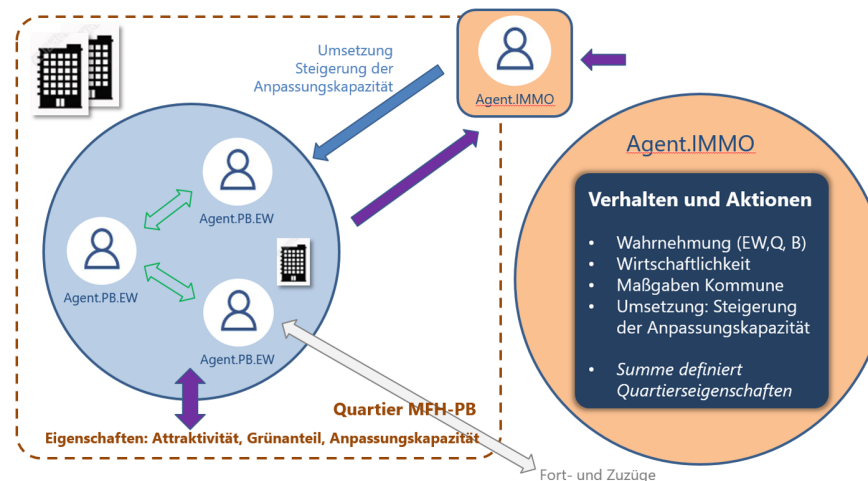 Umsetzung
Steigerung der
Anpassungskapazität
Agent.IMMO
Agent.PB.EW
Agent.PB.EW
Agent.PB.EW
Quartier MFH-PB
Eigenschaften: Attraktivität, Grünanteil, Anpassungskapazität
Fort- und Zuzüge
Agent.IMMO
Verhalten und Aktionen
• Wahrnehmung (EW,Q, B)
• Wirtschaftlichkeit
• Maßgaben Kommune
• Umsetzung: Steigerung
der Anpassungskapazität
• Summe definiert
Quartierseigenschaften